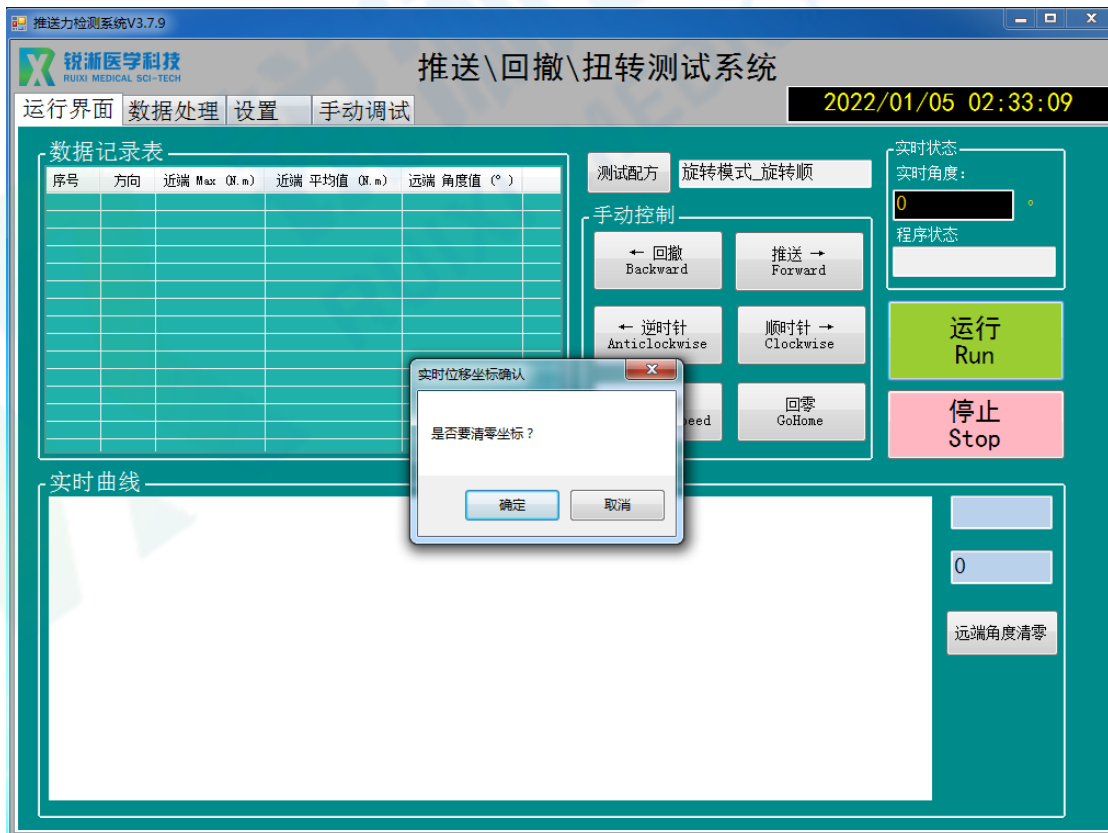 推送力检测系统V3.7.9
锐淅医学科技
RUIXI MEDICAL SCI-TECH
推送\回撤\扭转测试系统
运行界面 数据处理 设置 手动调试
2022/01/05 02:33:09
数据记录表
序号 方向 近端 Max (N.m) 近端 平均值 (N.m) 远端 角度值 (°)
测试配方 旋转模式_旋转顺
手动控制
← 回撤
Backward
推送 →
Forward
← 逆时针
Anticlockwise
顺时针 →
Clockwise
回零
GoHome
实时状态
实时角度:
0 °
程序状态
运行
Run
停止
Stop
实时位移坐标确认
是否要清零坐标?
确定 取消
实时曲线
0
远端角度清零